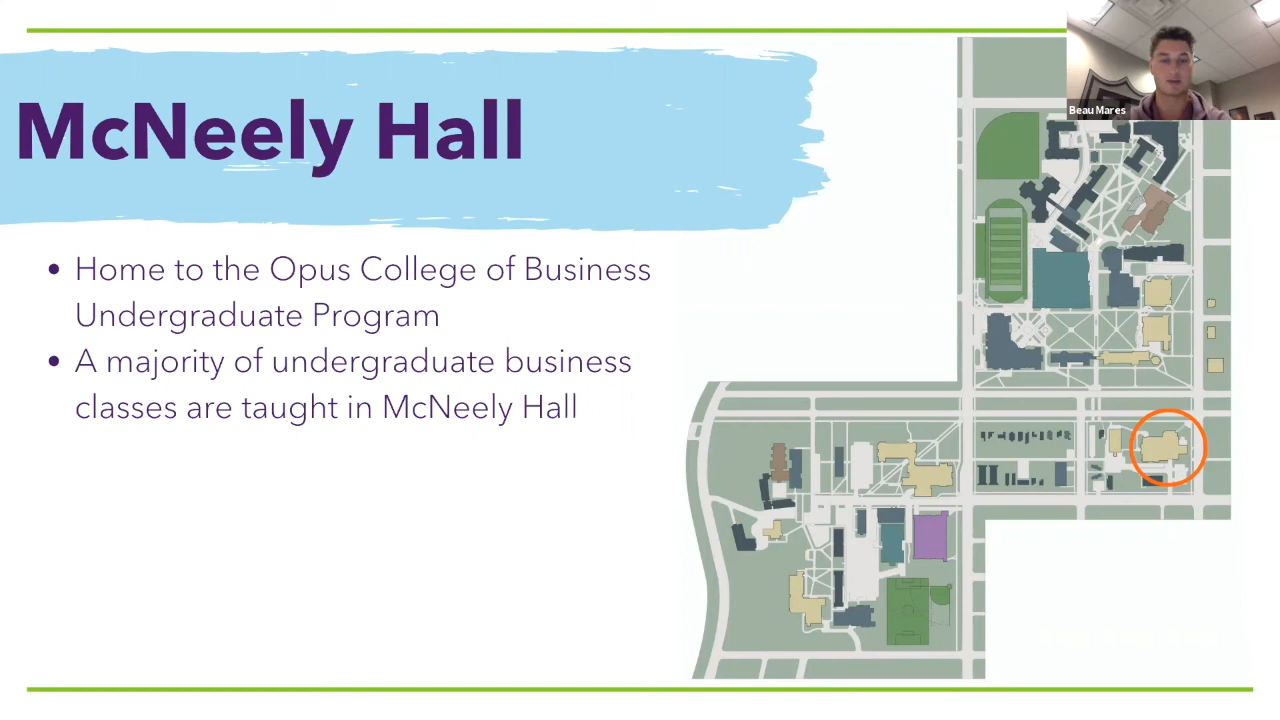 McNeely Hall
Beau Mares
• Home to the Opus College of Business
Undergraduate Program
• A majority of undergraduate business
classes are taught in McNeely Hall